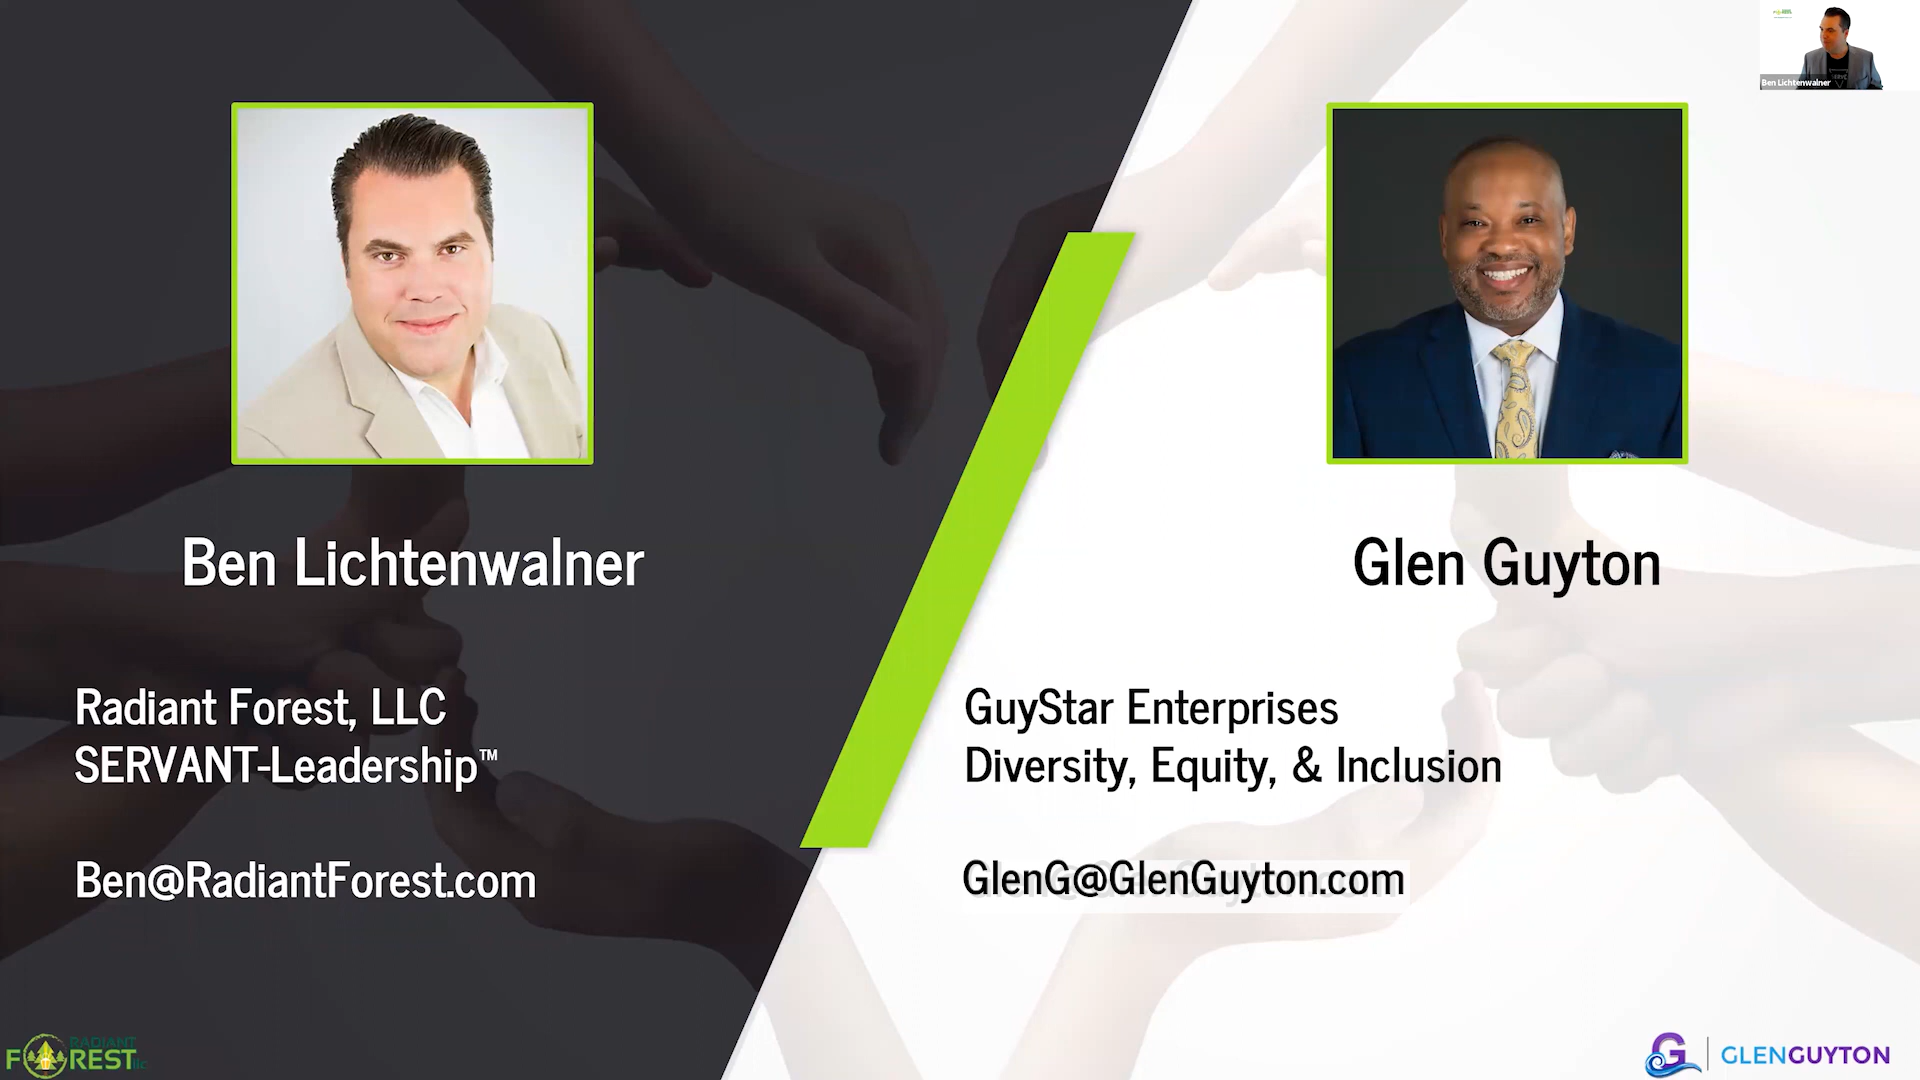 Ben Lichtenwalner
Ben Lichtenwalner
Radiant Forest, LLC
SERVANT-Leadership™
Ben@RadiantForest.com
Glen Guyton
GuyStar Enterprises
Diversity, Equity, & Inclusion
GlenG@GlenGuyton.com
RADIANT
FOREST llc
G GLENGUYTON